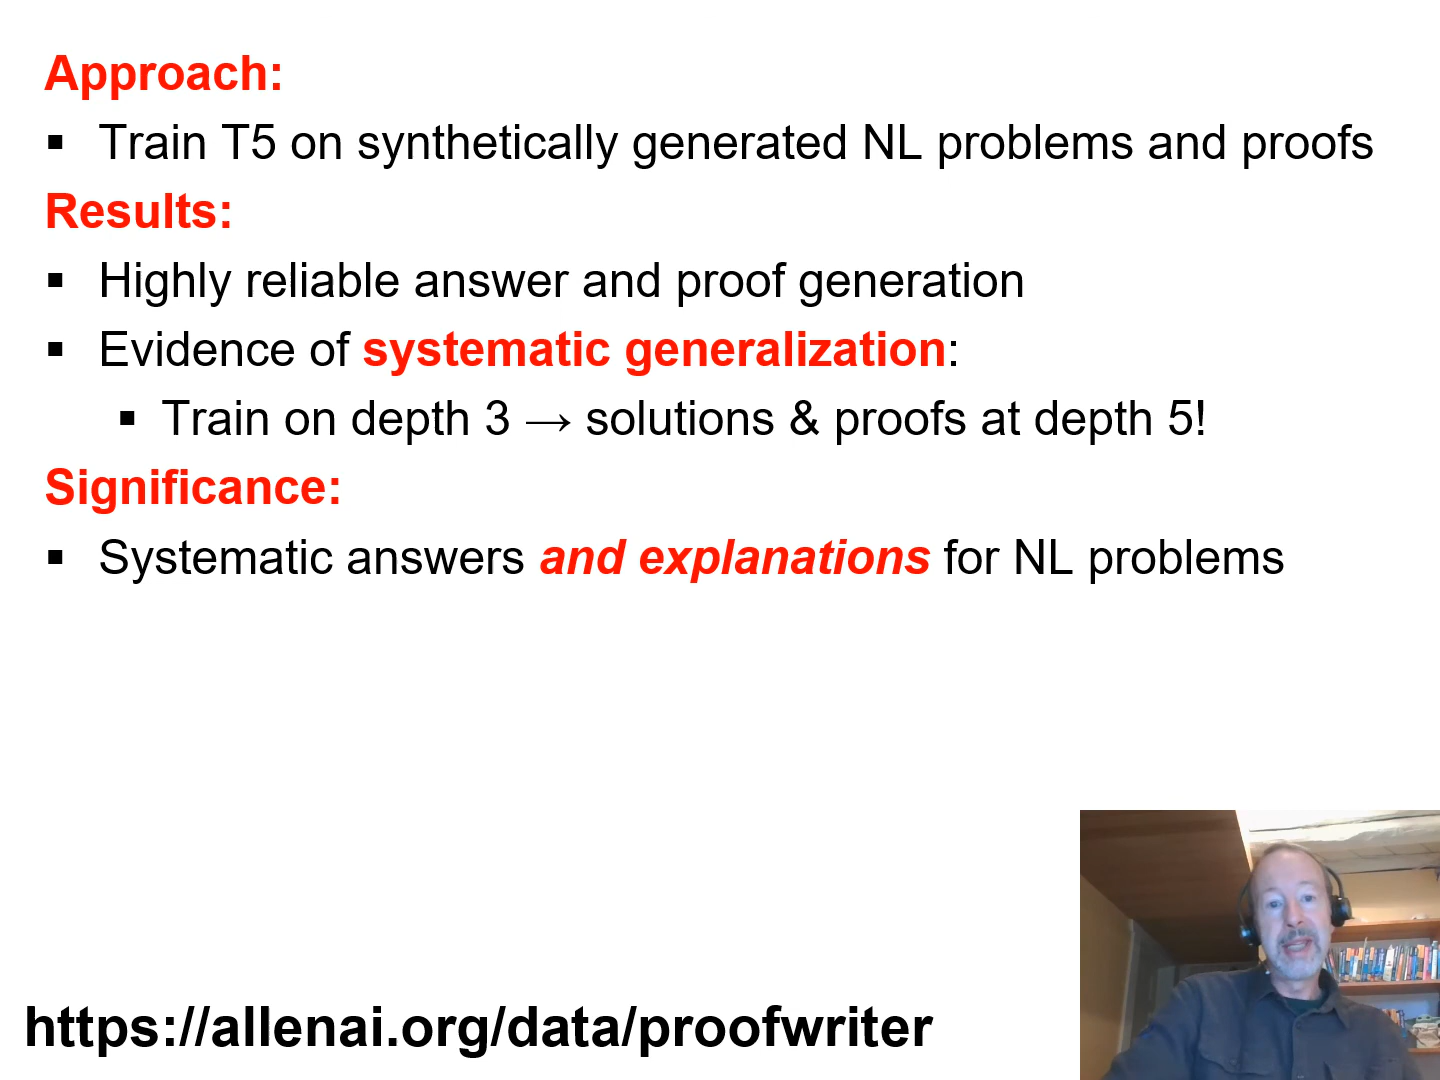 Approach:
▪ Train T5 on synthetically generated NL problems and proofs
Results:
▪ Highly reliable answer and proof generation
▪ Evidence of systematic generalization:
▪ Train on depth 3 → solutions & proofs at depth 5!
Significance:
▪ Systematic answers and explanations for NL problems
https://allenai.org/data/proofwriter